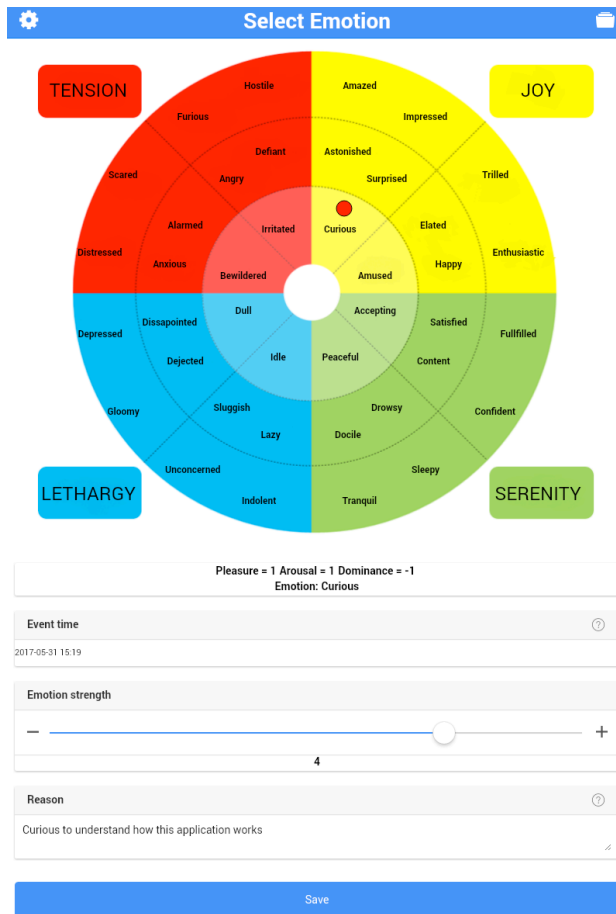 Select Emotion
TENSION
JOY
Hostile
Amazed
Furious
Impressed
Defiant
Astonished
Scared
Angry
Surprised
Trilled
Alarmed
Irritated
Curious
Elated
Distressed
Anxious
Bewildered
Amused
Happy
Enthusiastic
Depressed
Dissapointed
Dull
Accepting
Satisfied
Fullfilled
Dejected
Idle
Peaceful
Content
Gloomy
Sluggish
Drowsy
Confident
Lazy
Docile
Unconcerned
Sleepy
LETHARGY
Indolent
Tranquil
SERENITY
Pleasure = 1 Arousal = 1 Dominance = -1
Emotion: Curious
Event time
2017-05-31 15:19
Emotion strength
4
Reason
Curious to understand how this application works
Save